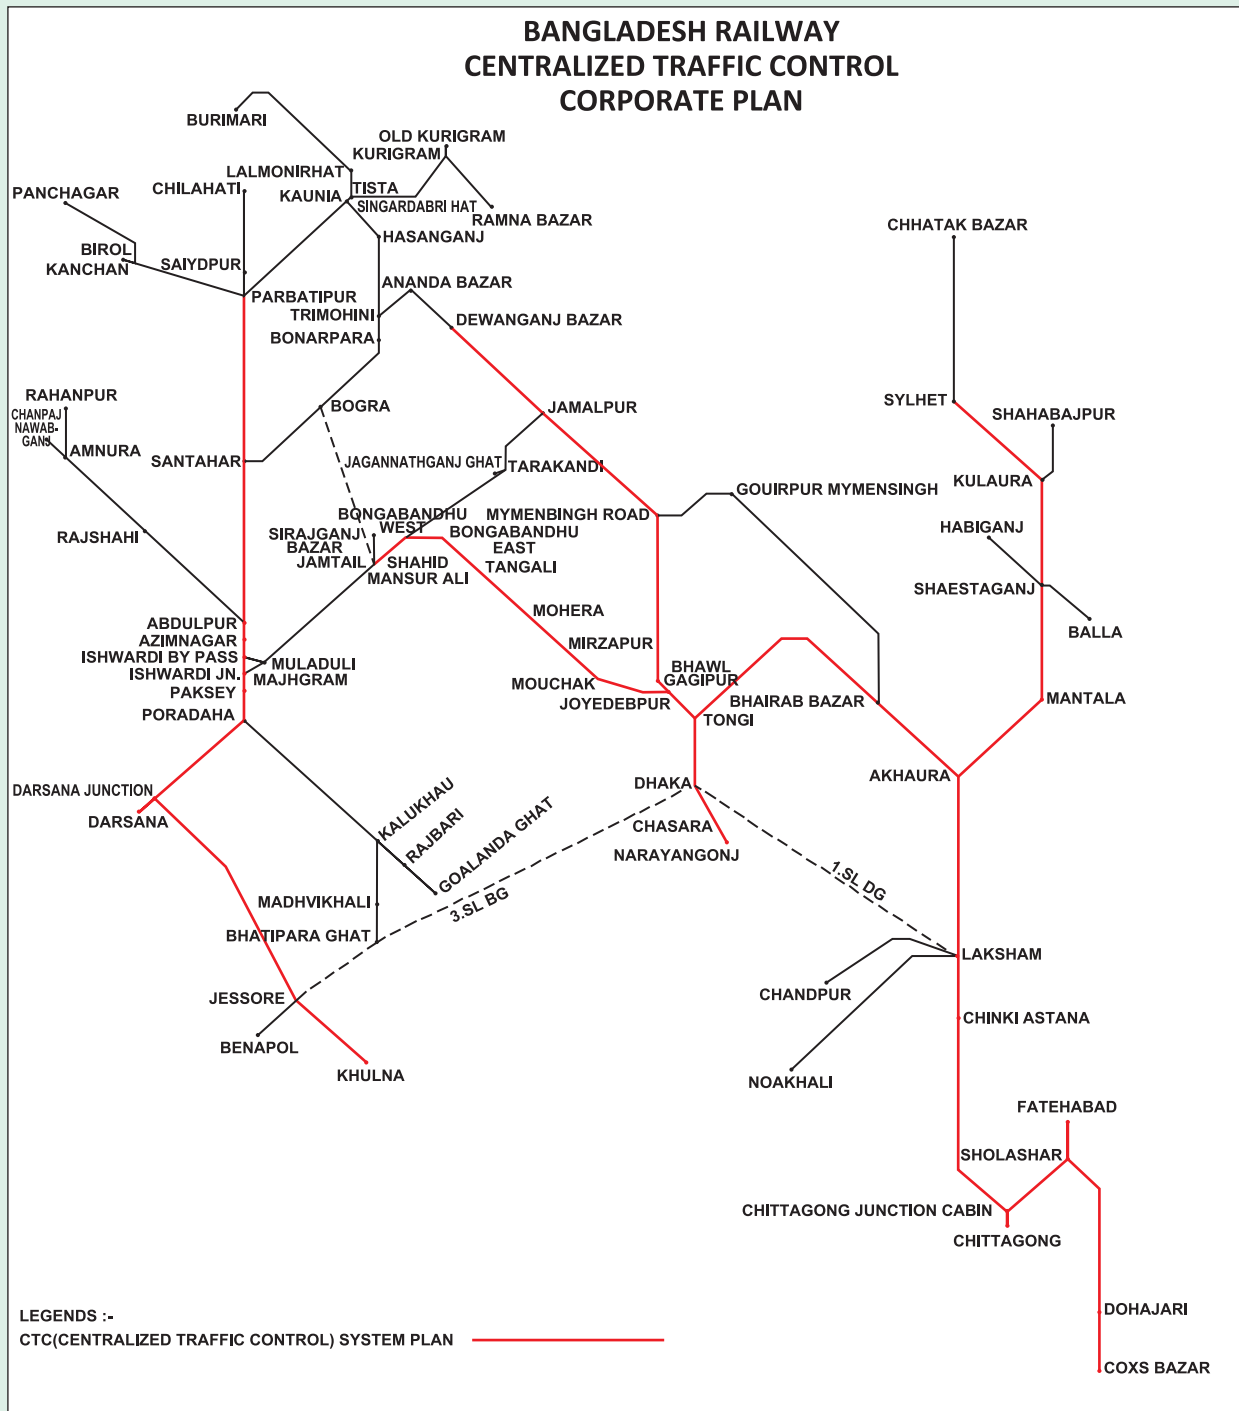 BANGLADESH RAILWAY
CENTRALIZED TRAFFIC CONTROL
CORPORATE PLAN
BURIMARI
OLD KURIGRAM
KURIGRAM
LALMONIRHAT
PANCHAGAR
CHILAHATI
TISTA
KAUNIA
SINGARDABRI HAT
RAMNA BAZAR
CHHATAK BAZAR
HASANGANJ
BIROL
KANCHAN
SAIYDPUR
ANANDA BAZAR
PARBATIPUR
TRIMOHINI
DEWANGANJ BAZAR
BONARPARA
RAHANPUR
CHANPAJ
NAWAB-
GANJ
AMNURA
BOGRA
JAMALPUR
SYLHET
SHAHABAJPUR
SANTAHAR
JAGANNATHGANJ GHAT
TARAKANDI
KULAURA
GOUIRPUR MYMENSINGH
BONGABANDHU
WEST
MYMENBINGH ROAD
RAJSHAHI
SIRAJGANJ
BAZAR
JAMTAIL
BONGABANDHU
EAST
HABIGANJ
SHAHID
MANSUR ALI
TANGALI
SHAESTAGANJ
MOHERA
BALLA
ABDULPUR
AZIMNAGAR
MIRZAPUR
ISHWARDI BY PASS
MULADULI
ISHWARDI JN.
MAJHGRAM
BHAWL
GAGIPUR
PAKSEY
MOUCHAK
JOYEDEBPUR
BHAIRAB BAZAR
MANTALA
PORADAHA
TONGI
DARSANA JUNCTION
DHAKA
AKHAURA
DARSANA
KALUKHAU
RAJBARI
GOALANDA GHAT
CHASARA
NARAYANGONJ
1.SL DG
3.SL BG
MADHVIKHALI
BHATIPARA GHAT
LAKSHAM
CHANDPUR
JESSORE
CHINKI ASTANA
BENAPOL
KHULNA
NOAKHALI
FATEHABAD
SHOLASHAR
CHITTAGONG JUNCTION CABIN
CHITTAGONG
DOHAJARI
COXS BAZAR
LEGENDS :-
CTC(CENTRALIZED TRAFFIC CONTROL) SYSTEM PLAN